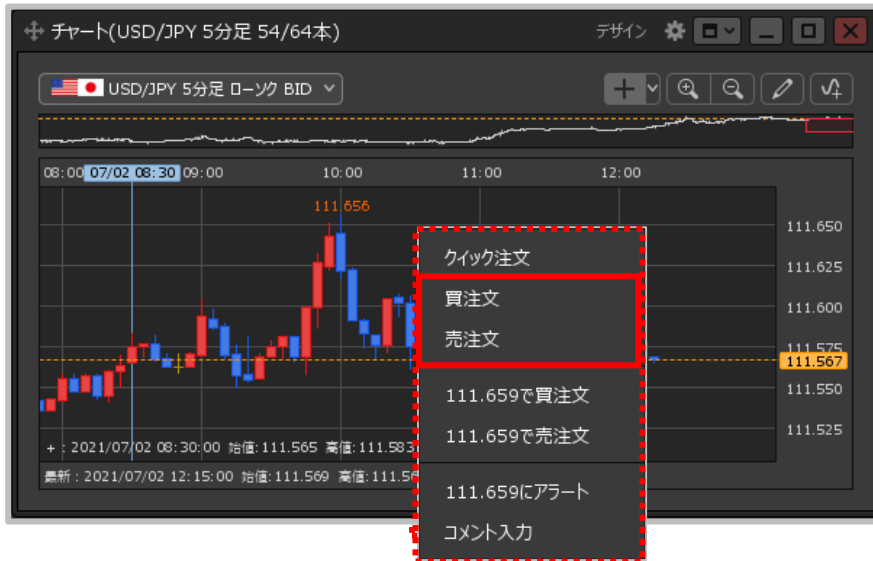 チャート(USD/JPY 5分足 54/64本)
デザイン
USD/JPY 5分足 ローソク BID
08:00 07/02 08:30 09:00 10:00 11:00 12:00
111.656
111.650
111.625
111.600
111.575
111.567
111.550
111.525
クイック注文
買注文
売注文
111.659で買注文
111.659で売注文
111.659にアラート
コメント入力
+ : 2021/07/02 08:30:00 始値:111.565 高値:111.583
最新 : 2021/07/02 12:15:00 始値:111.569 高値:111.5